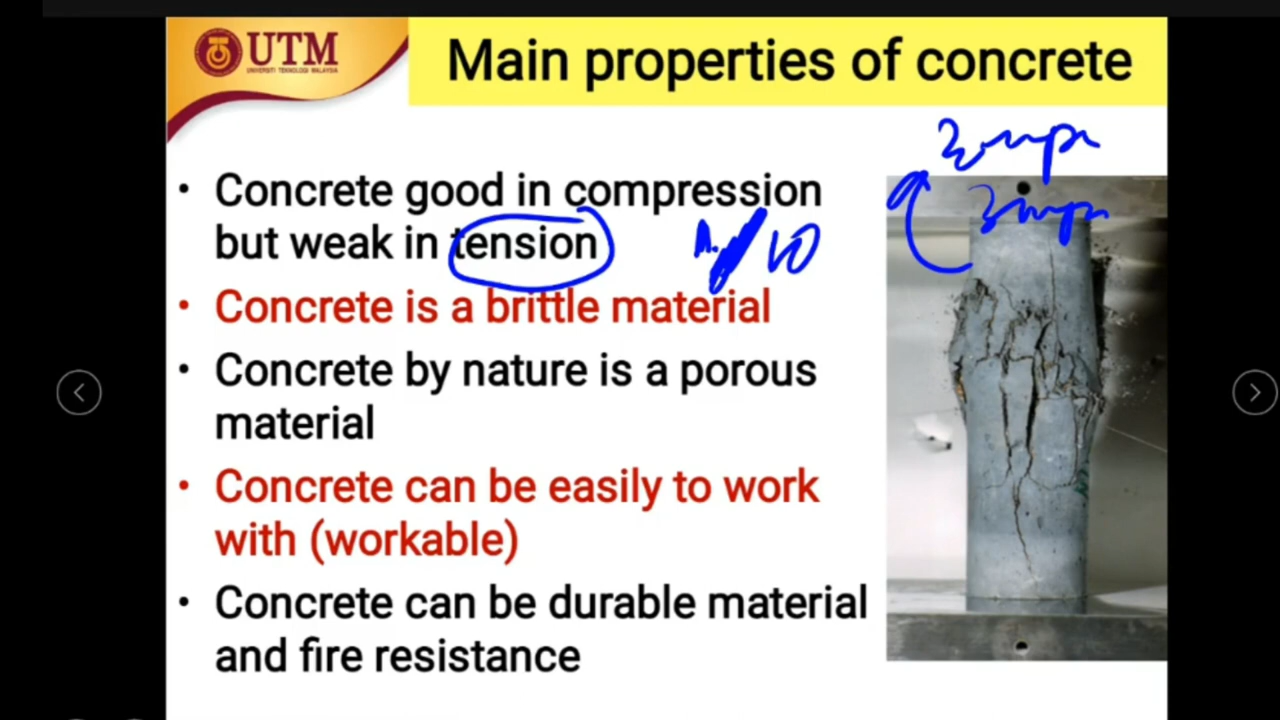 UTM
UNIVERSITI TEKNOLOGI MALAYSIA
Main properties of concrete
• Concrete good in compression
but weak in tension
10
• Concrete is a brittle material
• Concrete by nature is a porous
material
• Concrete can be easily to work
with (workable)
• Concrete can be durable material
and fire resistance